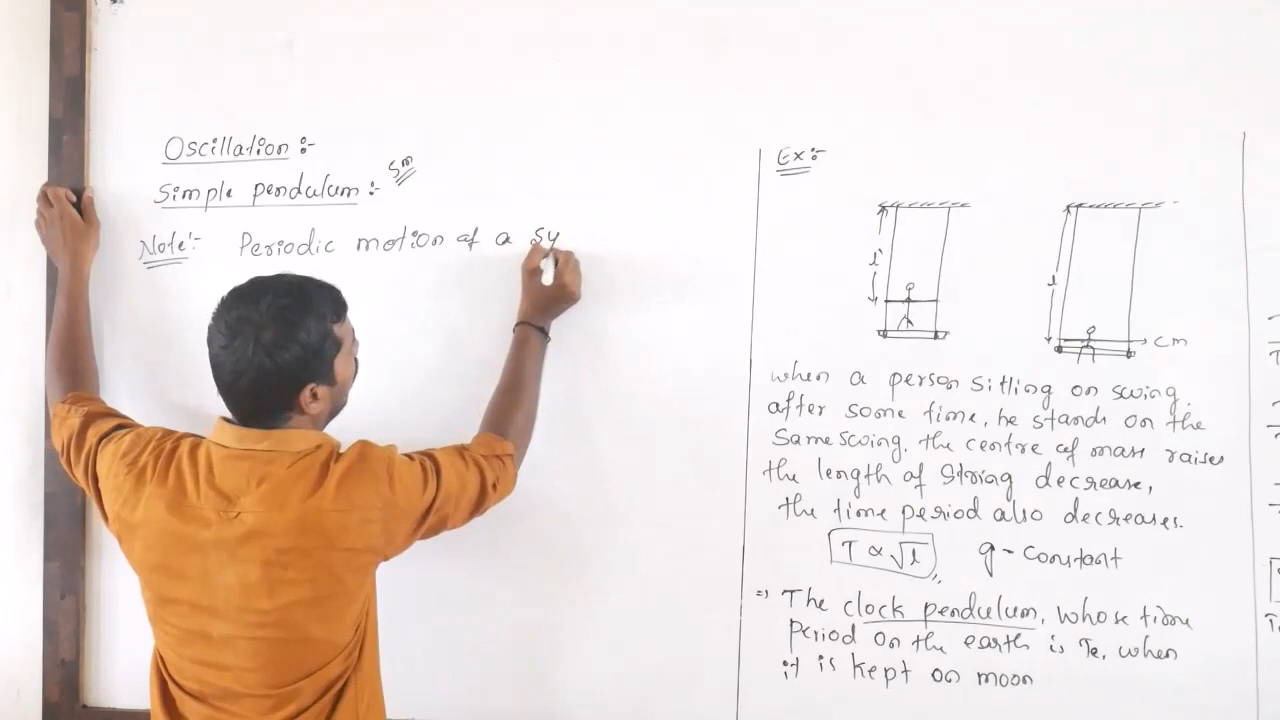 Oscillation :-
Simple pendulum :- 5m
Note:- Periodic motion of a Sy
Ex:-
l'
l
cm
when a person sitting on swing.
after some time, he stands on the
same swing. the centre of mass raises
the length of string decrease,
the time period also decreases.
T ∝ √l g - constant
=> The clock pendulum, whose time
period on the earth is Te, when
it is kept on moon